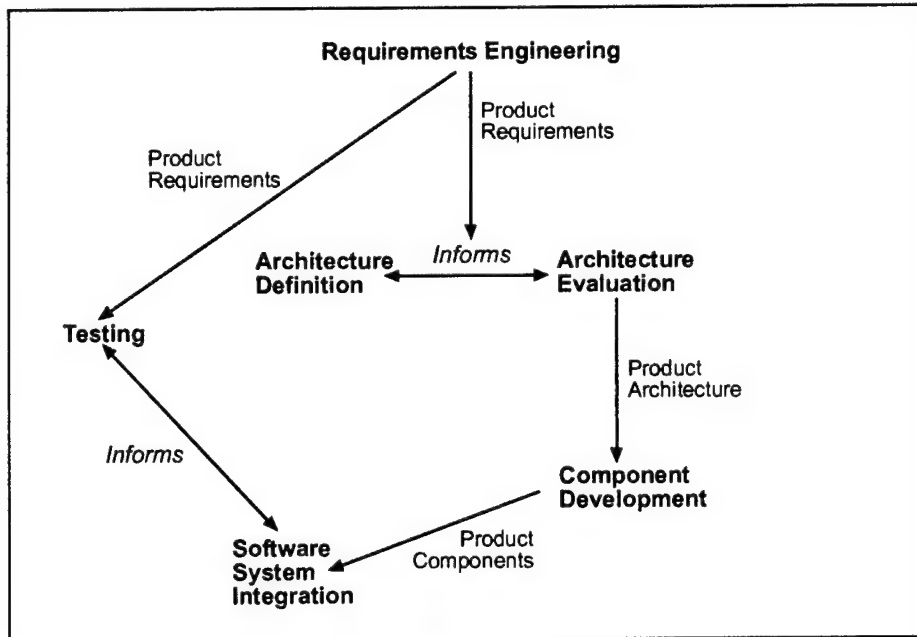 Requirements Engineering
Product
Requirements
Product
Requirements
Architecture
Definition
Informs
Architecture
Evaluation
Testing
Product
Architecture
Informs
Component
Development
Product
Components
Software
System
Integration